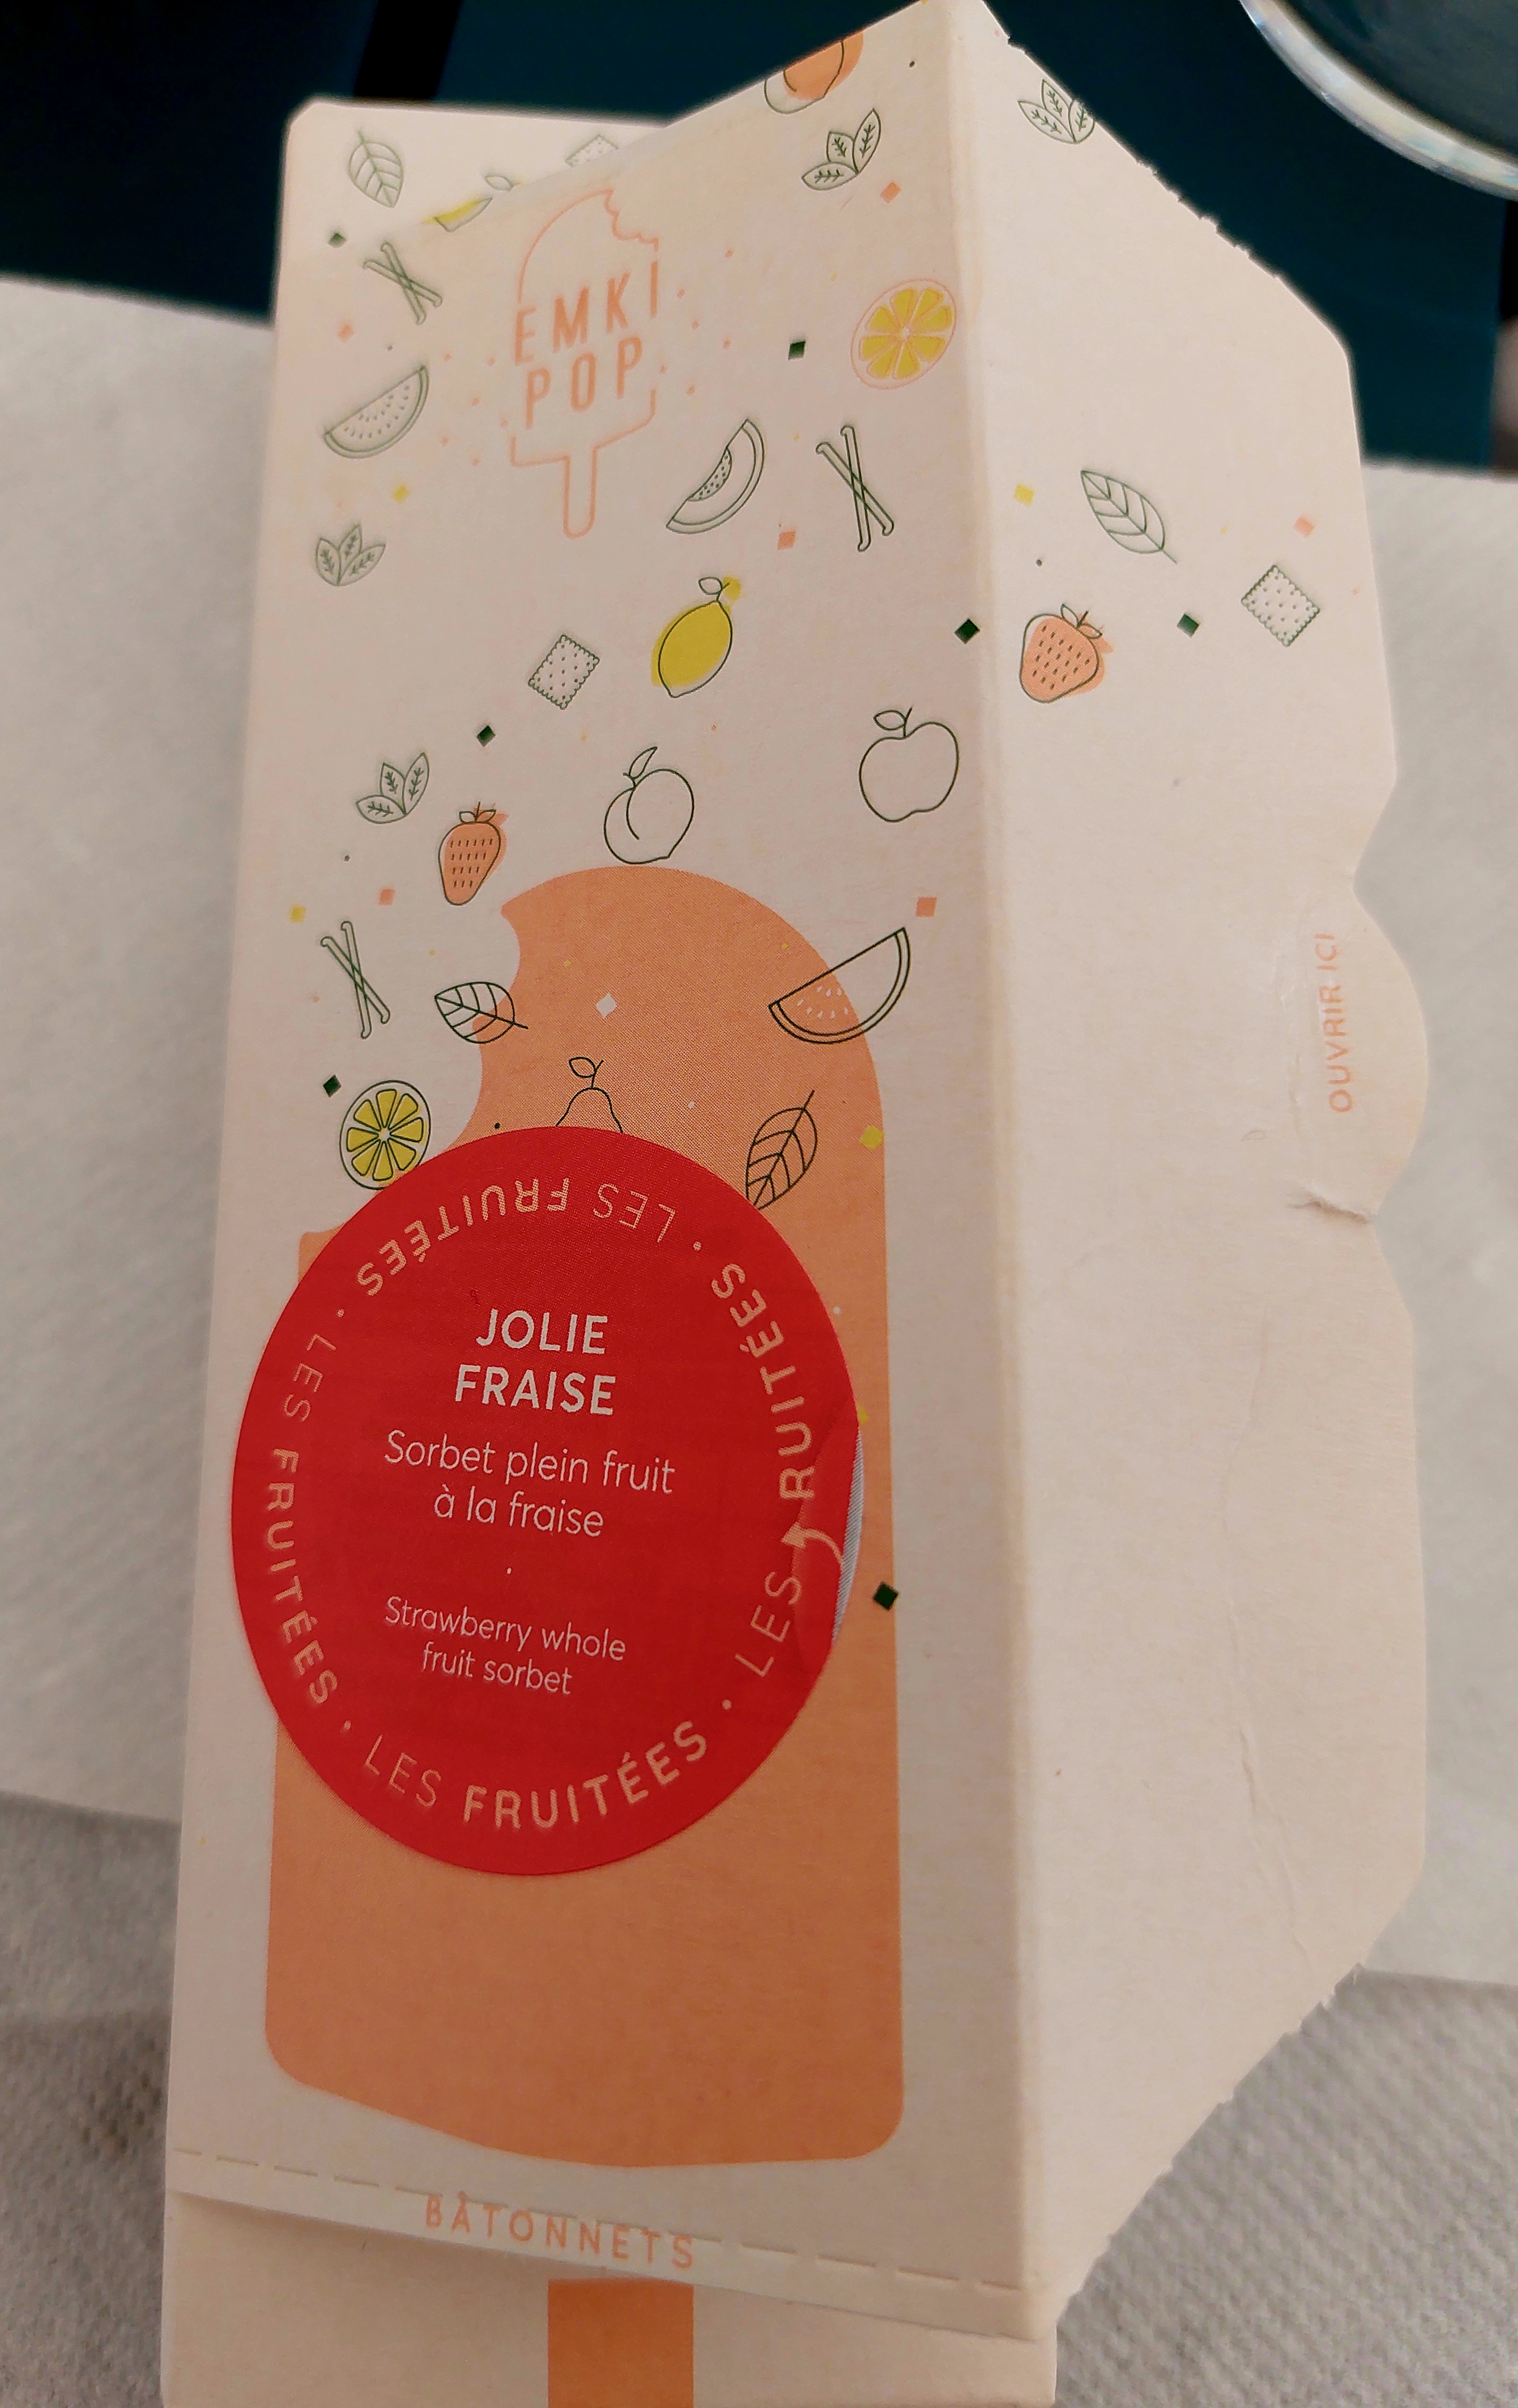 EMKI
POP
LES FRUITÉES · LES FRUITÉES · LES FRUITÉES · LES FRUITÉES ·
JOLIE
FRAISE
Sorbet plein fruit
à la fraise
·
Strawberry whole
fruit sorbet
OUVRIR ICI
BÂTONNETS